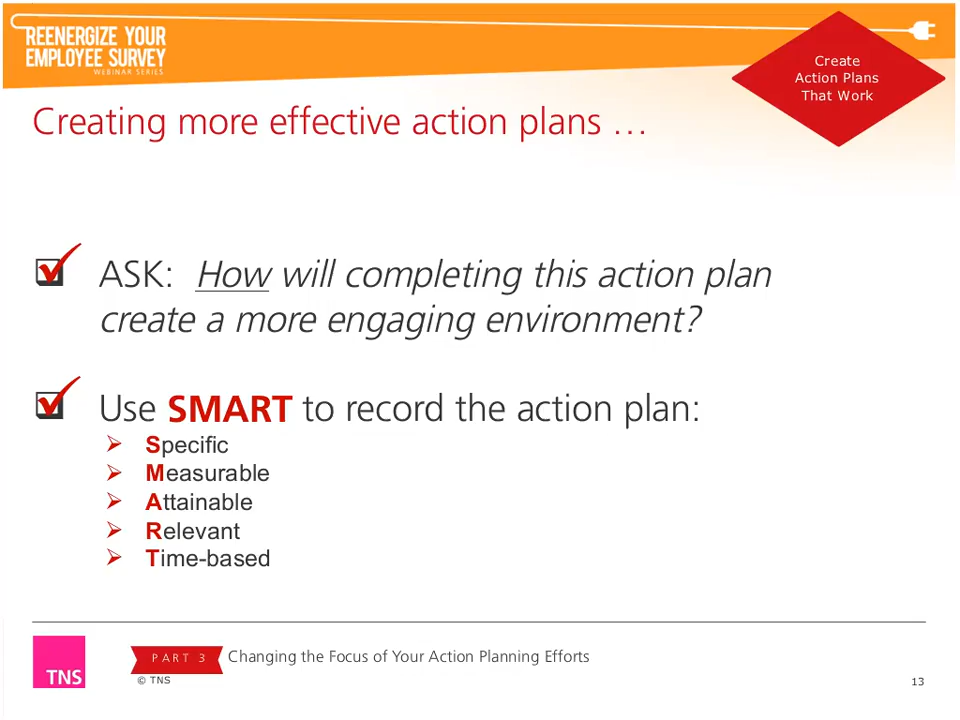 REENERGIZE YOUR
EMPLOYEE SURVEY
WEBINAR SERIES
Create
Action Plans
That Work
Creating more effective action plans …
ASK: How will completing this action plan
create a more engaging environment?
Use SMART to record the action plan:
Specific
Measurable
Attainable
Relevant
Time-based
TNS
PART 3
Changing the Focus of Your Action Planning Efforts
© TNS
13